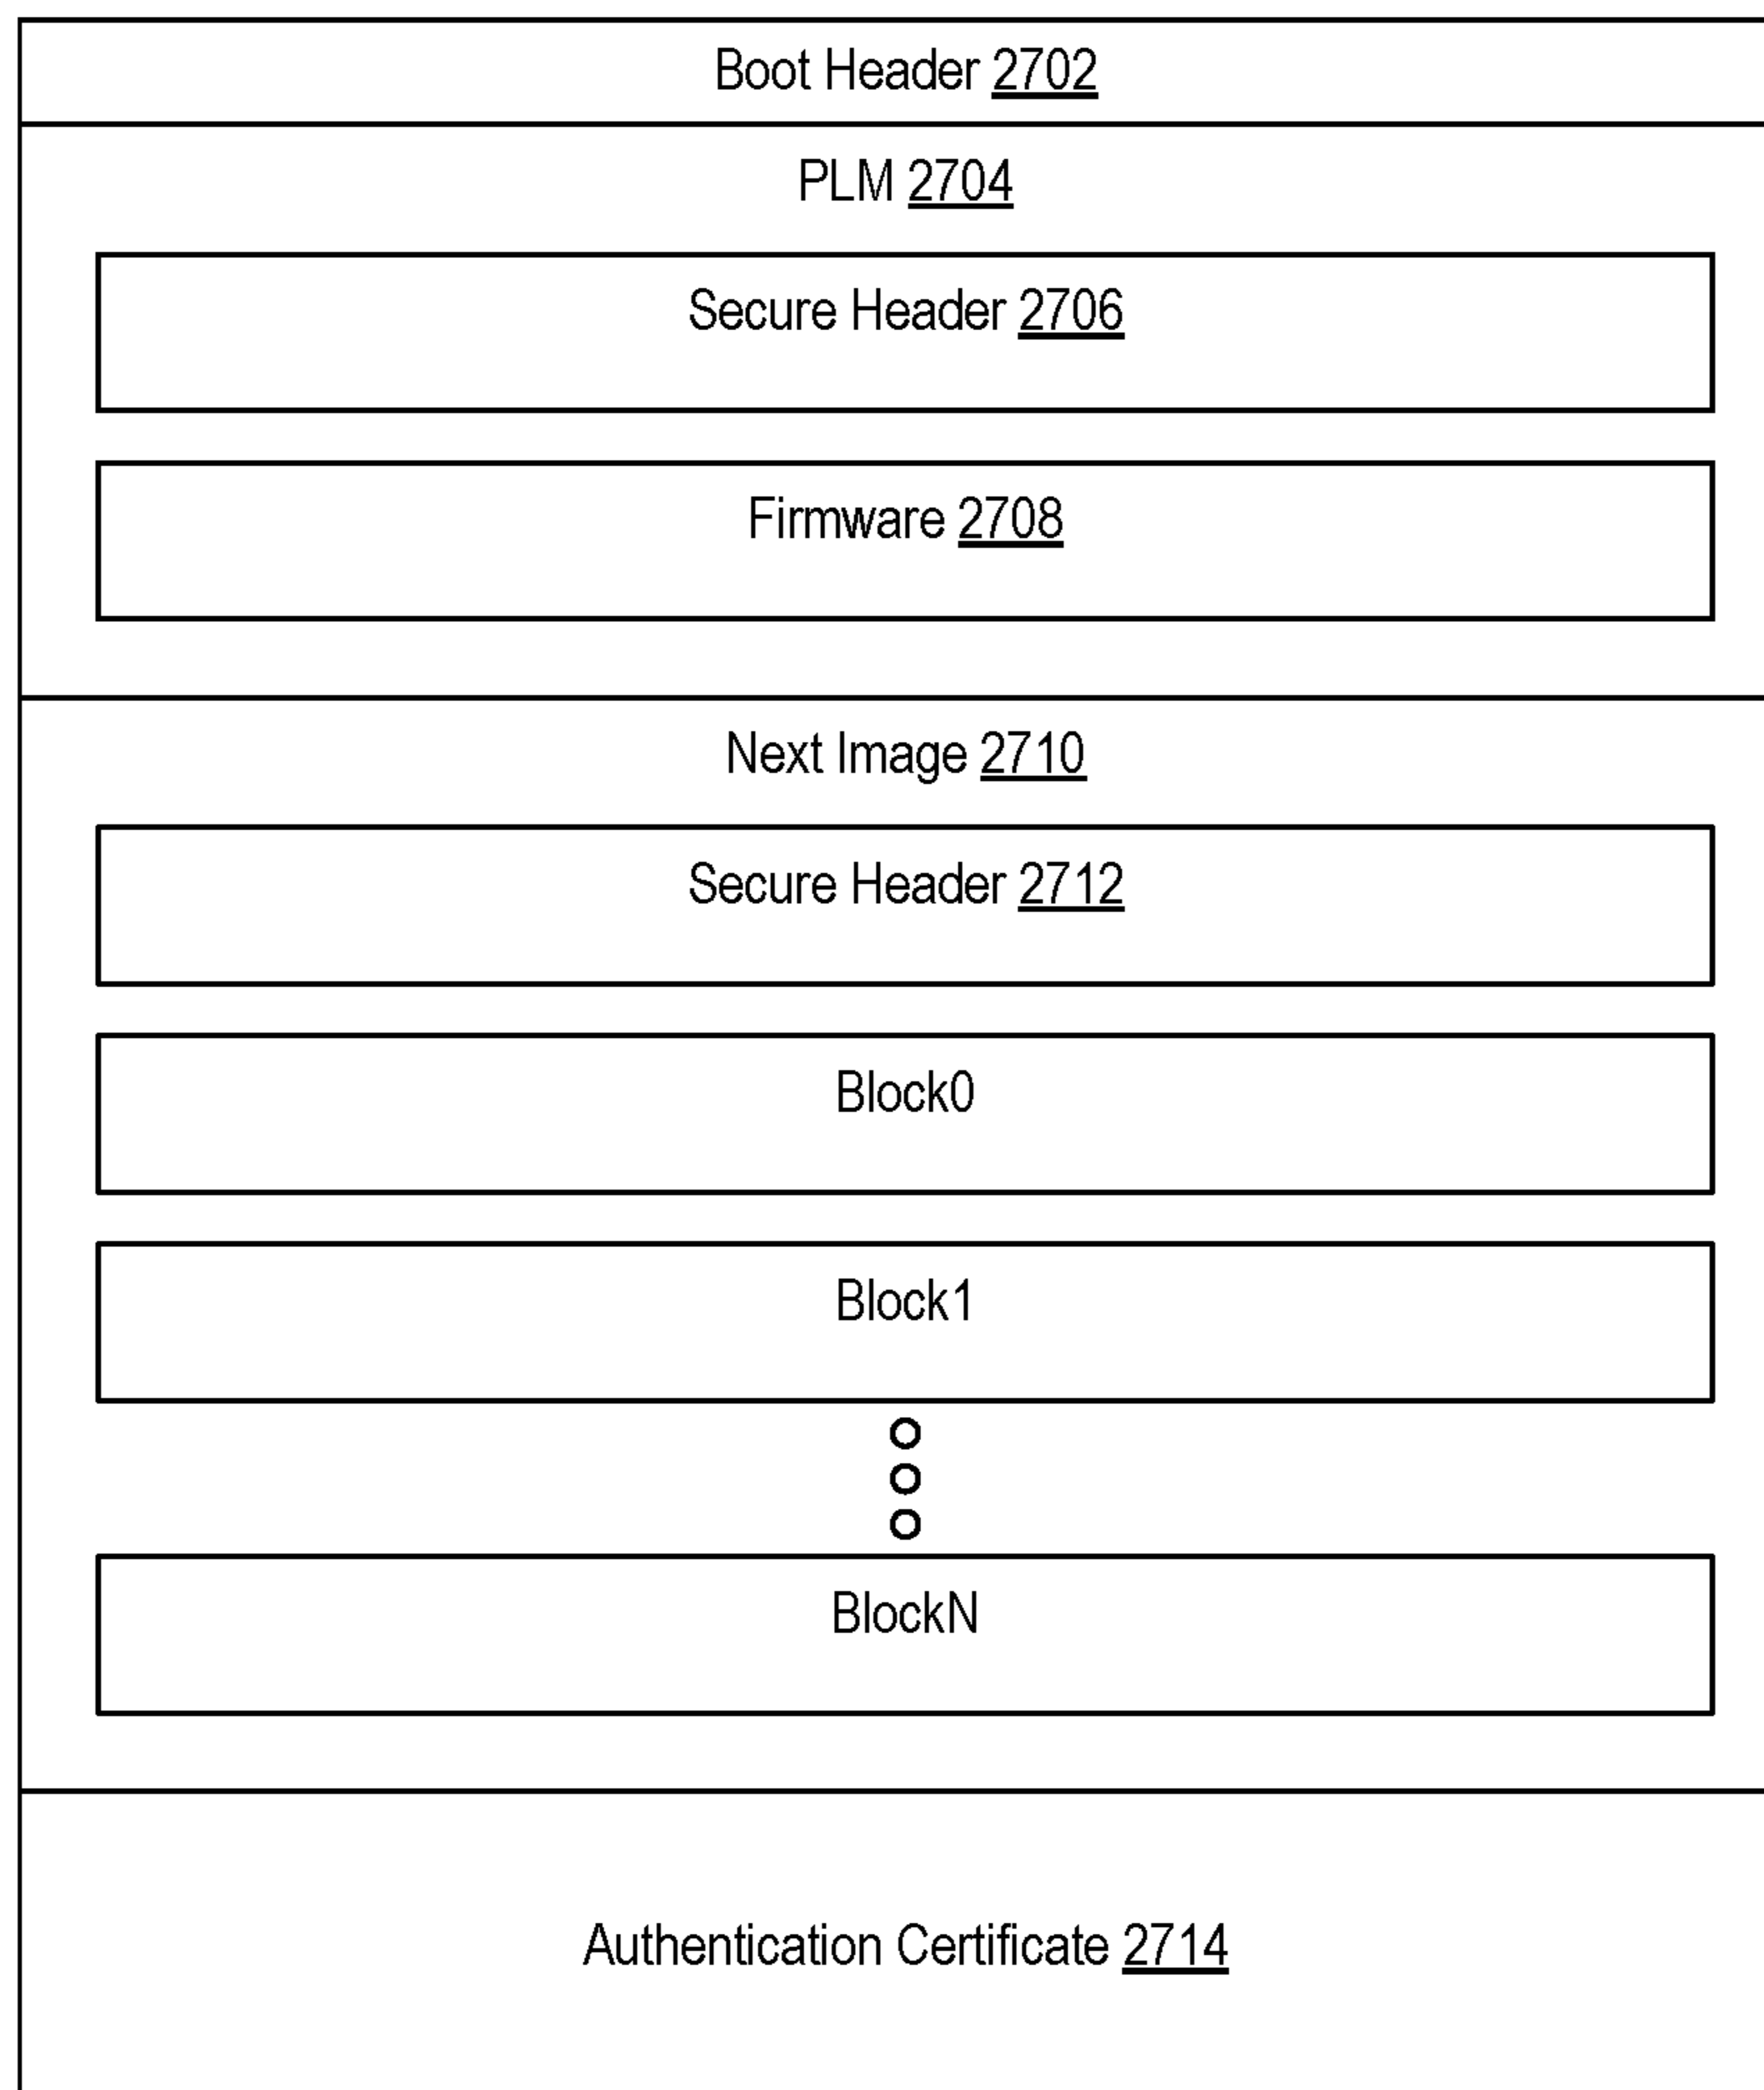 Boot Header 2702
PLM 2704
Secure Header 2706
Firmware 2708
Next Image 2710
Secure Header 2712
Block0
Block1
BlockN
Authentication Certificate 2714